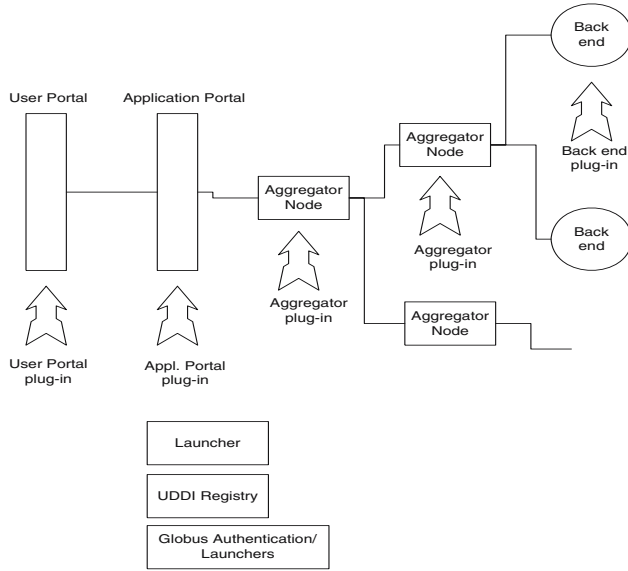 Back
end
User Portal
Application Portal
Aggregator
Node
Back end
plug-in
Aggregator
Node
Back
end
Aggregator
plug-in
Aggregator
plug-in
Aggregator
Node
User Portal
plug-in
Appl. Portal
plug-in
Launcher
UDDI Registry
Globus Authentication/
Launchers